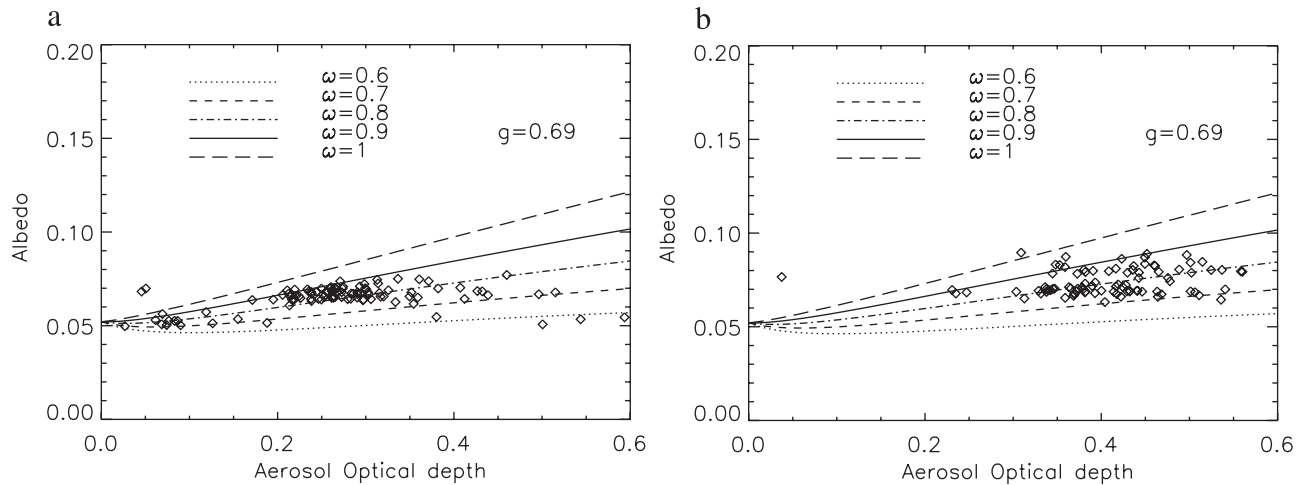 a
0.20
0.15
0.10
0.05
0.00
Albedo
ω=0.6
ω=0.7
ω=0.8
ω=0.9
ω=1
g=0.69
0.0
0.2
0.4
0.6
Aerosol Optical depth
b
0.20
0.15
0.10
0.05
0.00
Albedo
ω=0.6
ω=0.7
ω=0.8
ω=0.9
ω=1
g=0.69
0.0
0.2
0.4
0.6
Aerosol Optical depth